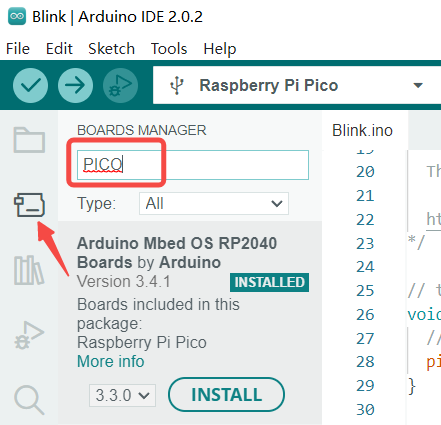 Blink | Arduino IDE 2.0.2
File Edit Sketch Tools Help
Raspberry Pi Pico
BOARDS MANAGER
PICO
Type: All
Arduino Mbed OS RP2040
Boards by Arduino
Version 3.4.1 INSTALLED
Boards included in this
package:
Raspberry Pi Pico
More info
3.3.0 INSTALL
Blink.ino
19
20 Th
21
22 ht
23 */
24
25 // t
26 void
27 //
28 pi
29 }
30